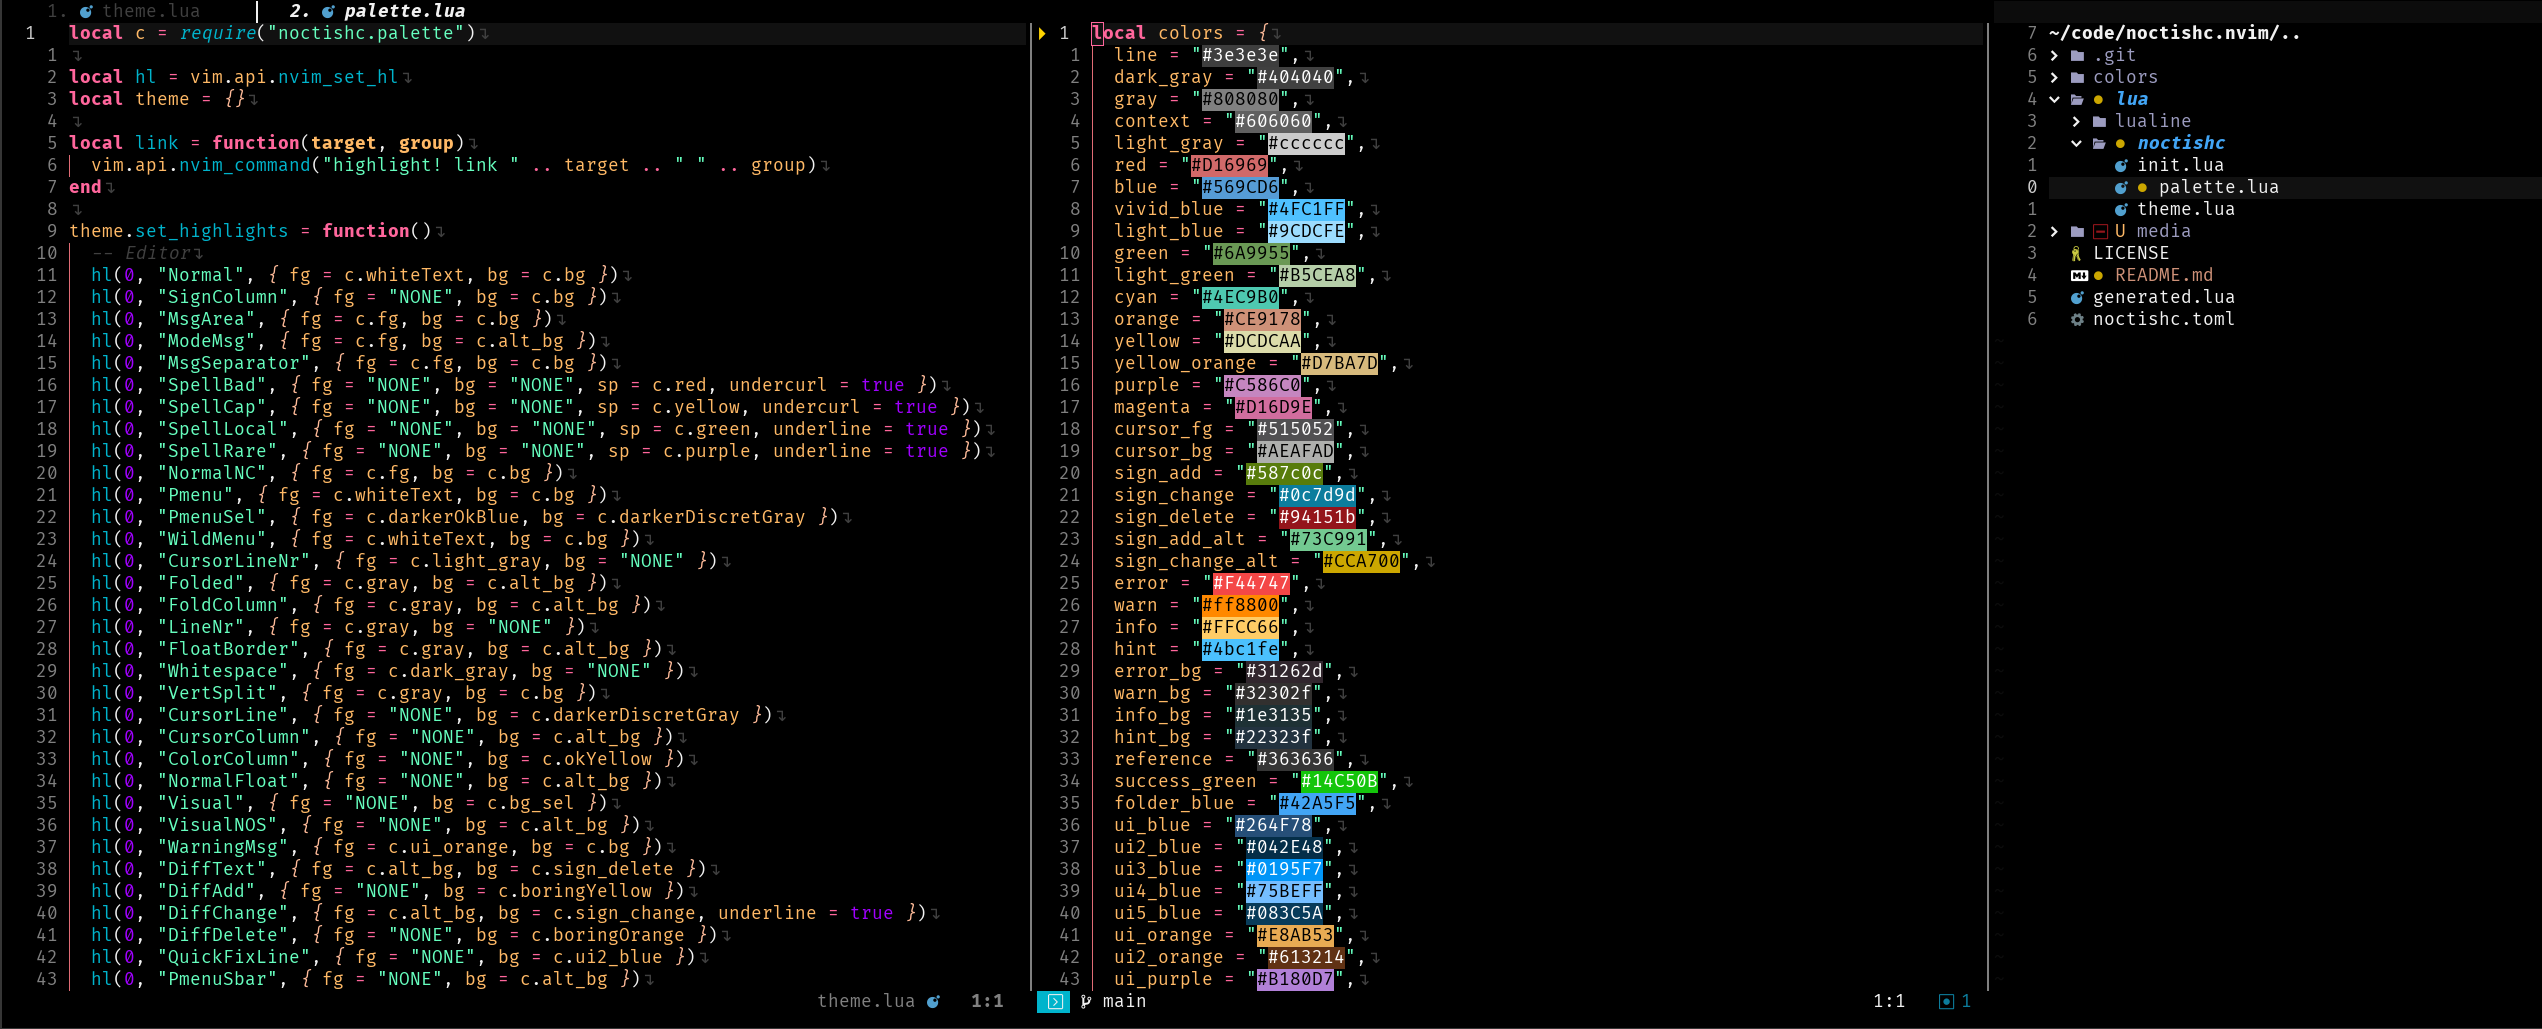 1. theme.lua 2. palette.lua
1 local c = require("noctishc.palette")
1
2 local hl = vim.api.nvim_set_hl
3 local theme = {}
4
5 local link = function(target, group)
6 vim.api.nvim_command("highlight! link " .. target .. " " .. group)
7 end
8
9 theme.set_highlights = function()
10 -- Editor
11 hl(0, "Normal", { fg = c.whiteText, bg = c.bg })
12 hl(0, "SignColumn", { fg = "NONE", bg = c.bg })
13 hl(0, "MsgArea", { fg = c.fg, bg = c.bg })
14 hl(0, "ModeMsg", { fg = c.fg, bg = c.alt_bg })
15 hl(0, "MsgSeparator", { fg = c.fg, bg = c.bg })
16 hl(0, "SpellBad", { fg = "NONE", bg = "NONE", sp = c.red, undercurl = true })
17 hl(0, "SpellCap", { fg = "NONE", bg = "NONE", sp = c.yellow, undercurl = true })
18 hl(0, "SpellLocal", { fg = "NONE", bg = "NONE", sp = c.green, underline = true })
19 hl(0, "SpellRare", { fg = "NONE", bg = "NONE", sp = c.purple, underline = true })
20 hl(0, "NormalNC", { fg = c.fg, bg = c.bg })
21 hl(0, "Pmenu", { fg = c.whiteText, bg = c.bg })
22 hl(0, "PmenuSel", { fg = c.darkerOkBlue, bg = c.darkerDiscretGray })
23 hl(0, "WildMenu", { fg = c.whiteText, bg = c.bg })
24 hl(0, "CursorLineNr", { fg = c.light_gray, bg = "NONE" })
25 hl(0, "Folded", { fg = c.gray, bg = c.alt_bg })
26 hl(0, "FoldColumn", { fg = c.gray, bg = c.alt_bg })
27 hl(0, "LineNr", { fg = c.gray, bg = "NONE" })
28 hl(0, "FloatBorder", { fg = c.gray, bg = c.alt_bg })
29 hl(0, "Whitespace", { fg = c.dark_gray, bg = "NONE" })
30 hl(0, "VertSplit", { fg = c.gray, bg = c.bg })
31 hl(0, "CursorLine", { fg = "NONE", bg = c.darkerDiscretGray })
32 hl(0, "CursorColumn", { fg = "NONE", bg = c.alt_bg })
33 hl(0, "ColorColumn", { fg = "NONE", bg = c.okYellow })
34 hl(0, "NormalFloat", { fg = "NONE", bg = c.alt_bg })
35 hl(0, "Visual", { fg = "NONE", bg = c.bg_sel })
36 hl(0, "VisualNOS", { fg = "NONE", bg = c.alt_bg })
37 hl(0, "WarningMsg", { fg = c.ui_orange, bg = c.bg })
38 hl(0, "DiffText", { fg = c.alt_bg, bg = c.sign_delete })
39 hl(0, "DiffAdd", { fg = "NONE", bg = c.boringYellow })
40 hl(0, "DiffChange", { fg = c.alt_bg, bg = c.sign_change, underline = true })
41 hl(0, "DiffDelete", { fg = "NONE", bg = c.boringOrange })
42 hl(0, "QuickFixLine", { fg = "NONE", bg = c.ui2_blue })
43 hl(0, "PmenuSbar", { fg = "NONE", bg = c.alt_bg })
theme.lua 1:1
1 local colors = {
1 line = "#3e3e3e",
2 dark_gray = "#404040",
3 gray = "#808080",
4 context = "#606060",
5 light_gray = "#cccccc",
6 red = "#D16969",
7 blue = "#569CD6",
8 vivid_blue = "#4FC1FF",
9 light_blue = "#9CDCFE",
10 green = "#6A9955",
11 light_green = "#B5CEA8",
12 cyan = "#4EC9B0",
13 orange = "#CE9178",
14 yellow = "#DCDCAA",
15 yellow_orange = "#D7BA7D",
16 purple = "#C586C0",
17 magenta = "#D16D9E",
18 cursor_fg = "#515052",
19 cursor_bg = "#AEAFAD",
20 sign_add = "#587c0c",
21 sign_change = "#0c7d9d",
22 sign_delete = "#94151b",
23 sign_add_alt = "#73C991",
24 sign_change_alt = "#CCA700",
25 error = "#F44747",
26 warn = "#ff8800",
27 info = "#FFCC66",
28 hint = "#4bc1fe",
29 error_bg = "#31262d",
30 warn_bg = "#32302f",
31 info_bg = "#1e3135",
32 hint_bg = "#22323f",
33 reference = "#363636",
34 success_green = "#14C50B",
35 folder_blue = "#42A5F5",
36 ui_blue = "#264F78",
37 ui2_blue = "#042E48",
38 ui3_blue = "#0195F7",
39 ui4_blue = "#75BEFF",
40 ui5_blue = "#083C5A",
41 ui_orange = "#E8AB53",
42 ui2_orange = "#613214",
43 ui_purple = "#B180D7",
main 1:1 1
7 ~/code/noctishc.nvim/..
6 .git
5 colors
4 lua
3 lualine
2 noctishc
1 init.lua
0 palette.lua
1 theme.lua
2 U media
3 LICENSE
4 README.md
5 generated.lua
6 noctishc.toml